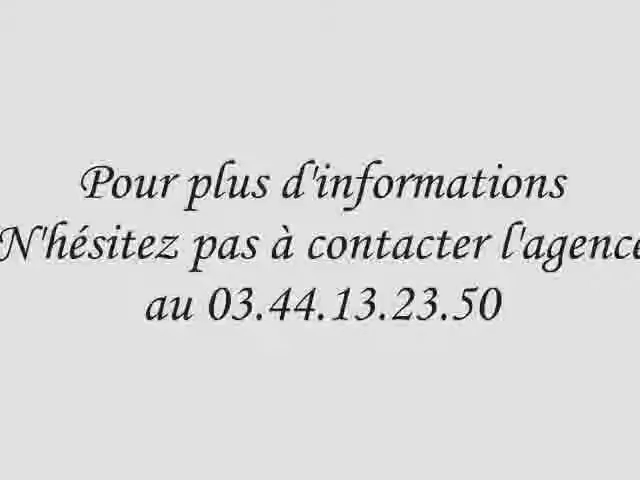 Pour plus d'informations
N'hésitez pas à contacter l'agence
au 03.44.13.23.50